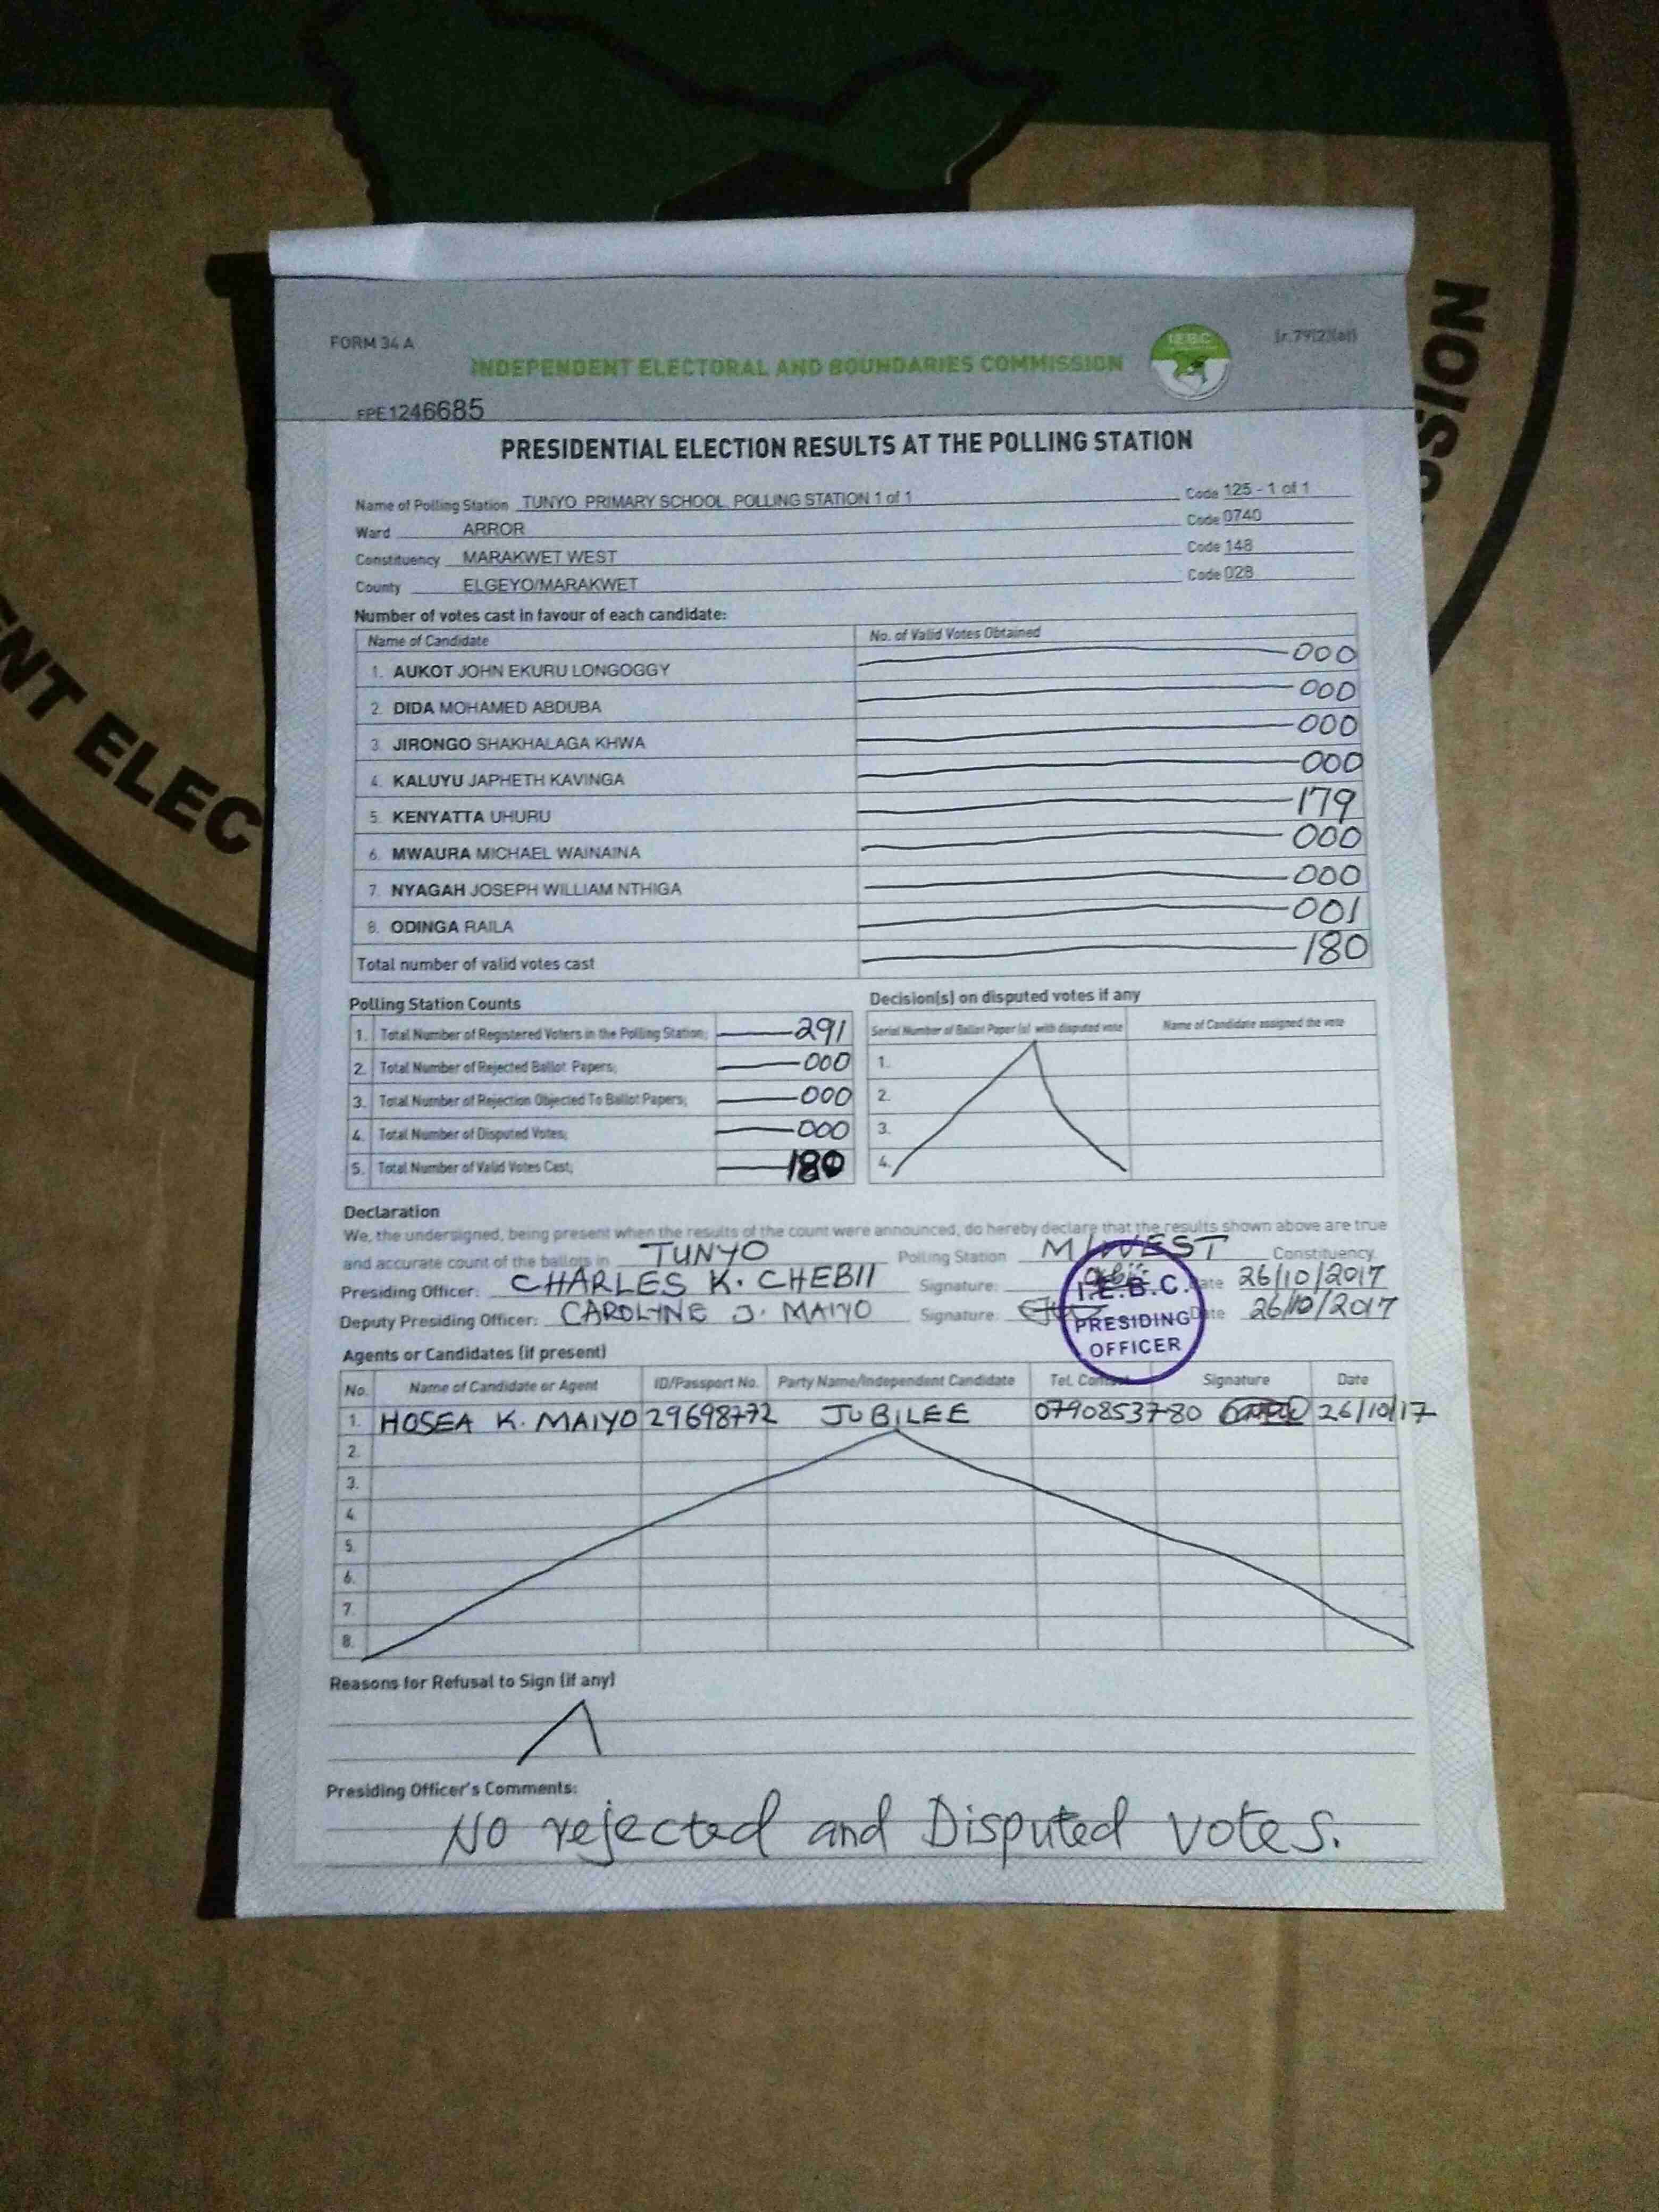 FORM 34 A
(r.79(2)(a))
INDEPENDENT ELECTORAL AND BOUNDARIES COMMISSION
IEBC
FPE1246685
PRESIDENTIAL ELECTION RESULTS AT THE POLLING STATION
Name of Polling Station TUNYO PRIMARY SCHOOL POLLING STATION 1 of 1 Code 125 - 1 of 1
Ward ARROR Code 0740
Constituency MARAKWET WEST Code 148
County ELGEYO/MARAKWET Code 028
Number of votes cast in favour of each candidate:
Name of Candidate No. of Valid Votes Obtained
1. AUKOT JOHN EKURU LONGOGGY 000
2. DIDA MOHAMED ABDUBA 000
3. JIRONGO SHAKHALAGA KHWA 000
4. KALUYU JAPHETH KAVINGA 000
5. KENYATTA UHURU 179
6. MWAURA MICHAEL WAINAINA 000
7. NYAGAH JOSEPH WILLIAM NTHIGA 000
8. ODINGA RAILA 001
Total number of valid votes cast 180
Polling Station Counts
1. Total Number of Registered Voters in the Polling Station; 291
2. Total Number of Rejected Ballot Papers; 000
3. Total Number of Rejection Objected To Ballot Papers; 000
4. Total Number of Disputed Votes; 000
5. Total Number of Valid Votes Cast; 180
Decision(s) on disputed votes if any
Serial Number of Ballot Paper (s) with disputed vote Name of Candidate assigned the vote
1.
2.
3.
4.
Declaration
We, the undersigned, being present when the results of the count were announced, do hereby declare that the results shown above are true
and accurate count of the ballots in TUNYO Polling Station M/WEST Constituency.
Presiding Officer: CHARLES K. CHEBII Signature: Date 26/10/2017
Deputy Presiding Officer: CAROLYNE J. MAIYO Signature: Date 26/10/2017
I.E.B.C.
PRESIDING
OFFICER
Agents or Candidates (if present)
No. Name of Candidate or Agent ID/Passport No. Party Name/Independent Candidate Tel. Contact Signature Date
1. HOSEA K. MAIYO 29698772 JUBILEE 0790853780 26/10/17
2.
3.
4.
5.
6.
7.
8.
Reasons for Refusal to Sign (if any)
Presiding Officer's Comments:
No rejected and Disputed votes.
ENT ELEC
SSION